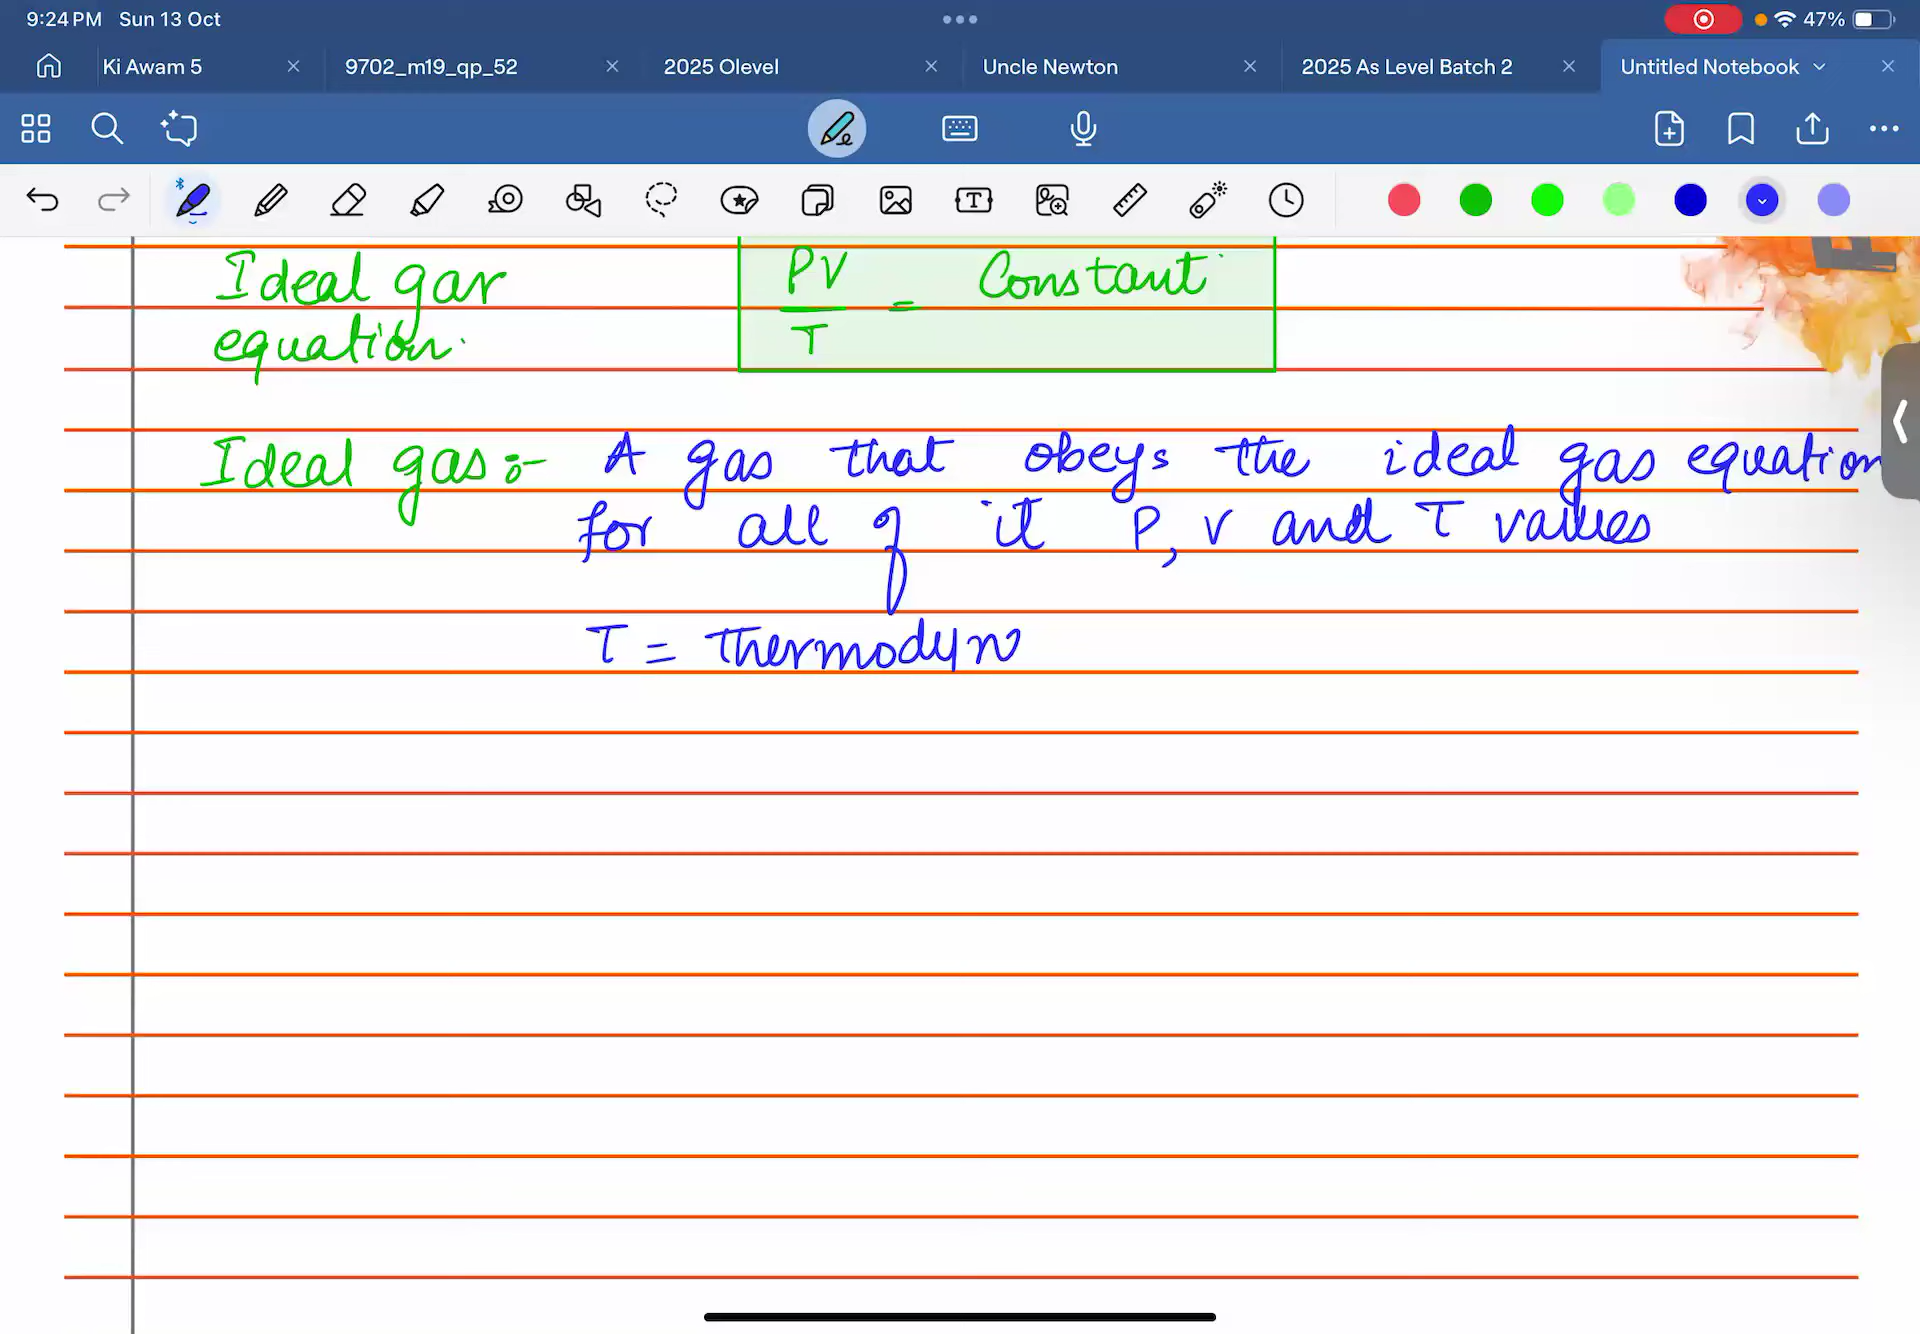 9:24 PM Sun 13 Oct 47%
Ki Awam 5 9702_m19_qp_52 2025 Olevel Uncle Newton 2025 As Level Batch 2 Untitled Notebook
Ideal gar PV = Constant
equation. T
Ideal gas:- A gas that obeys the ideal gas equation
for all of it P, V and T values
T = thermodyn